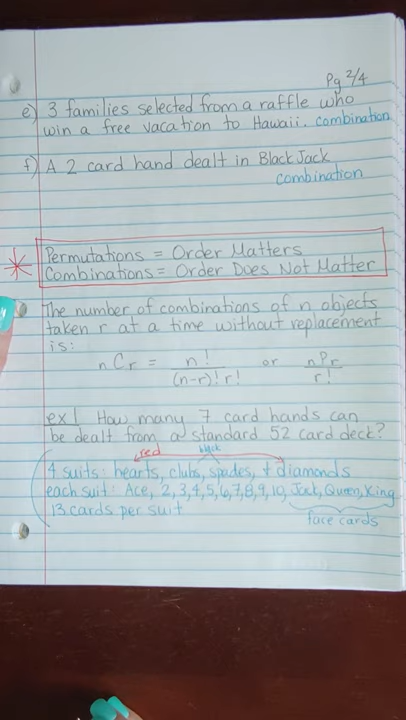 Pg 2/4
e) 3 families selected from a raffle who
win a free vacation to Hawaii. combination
f) A 2 card hand dealt in BlackJack
combination
Permutations = Order Matters
Combinations = Order Does Not Matter
The number of combinations of n objects
taken r at a time without replacement
is:
nCr = n! / (n-r)! r! or nPr / r!
ex1 How many 7 card hands can
be dealt from a standard 52 card deck?
red black
4 suits: hearts, clubs, spades, + diamonds
each suit: Ace, 2,3,4,5,6,7,8,9,10, Jack, Queen, King
13 cards per suit
face cards